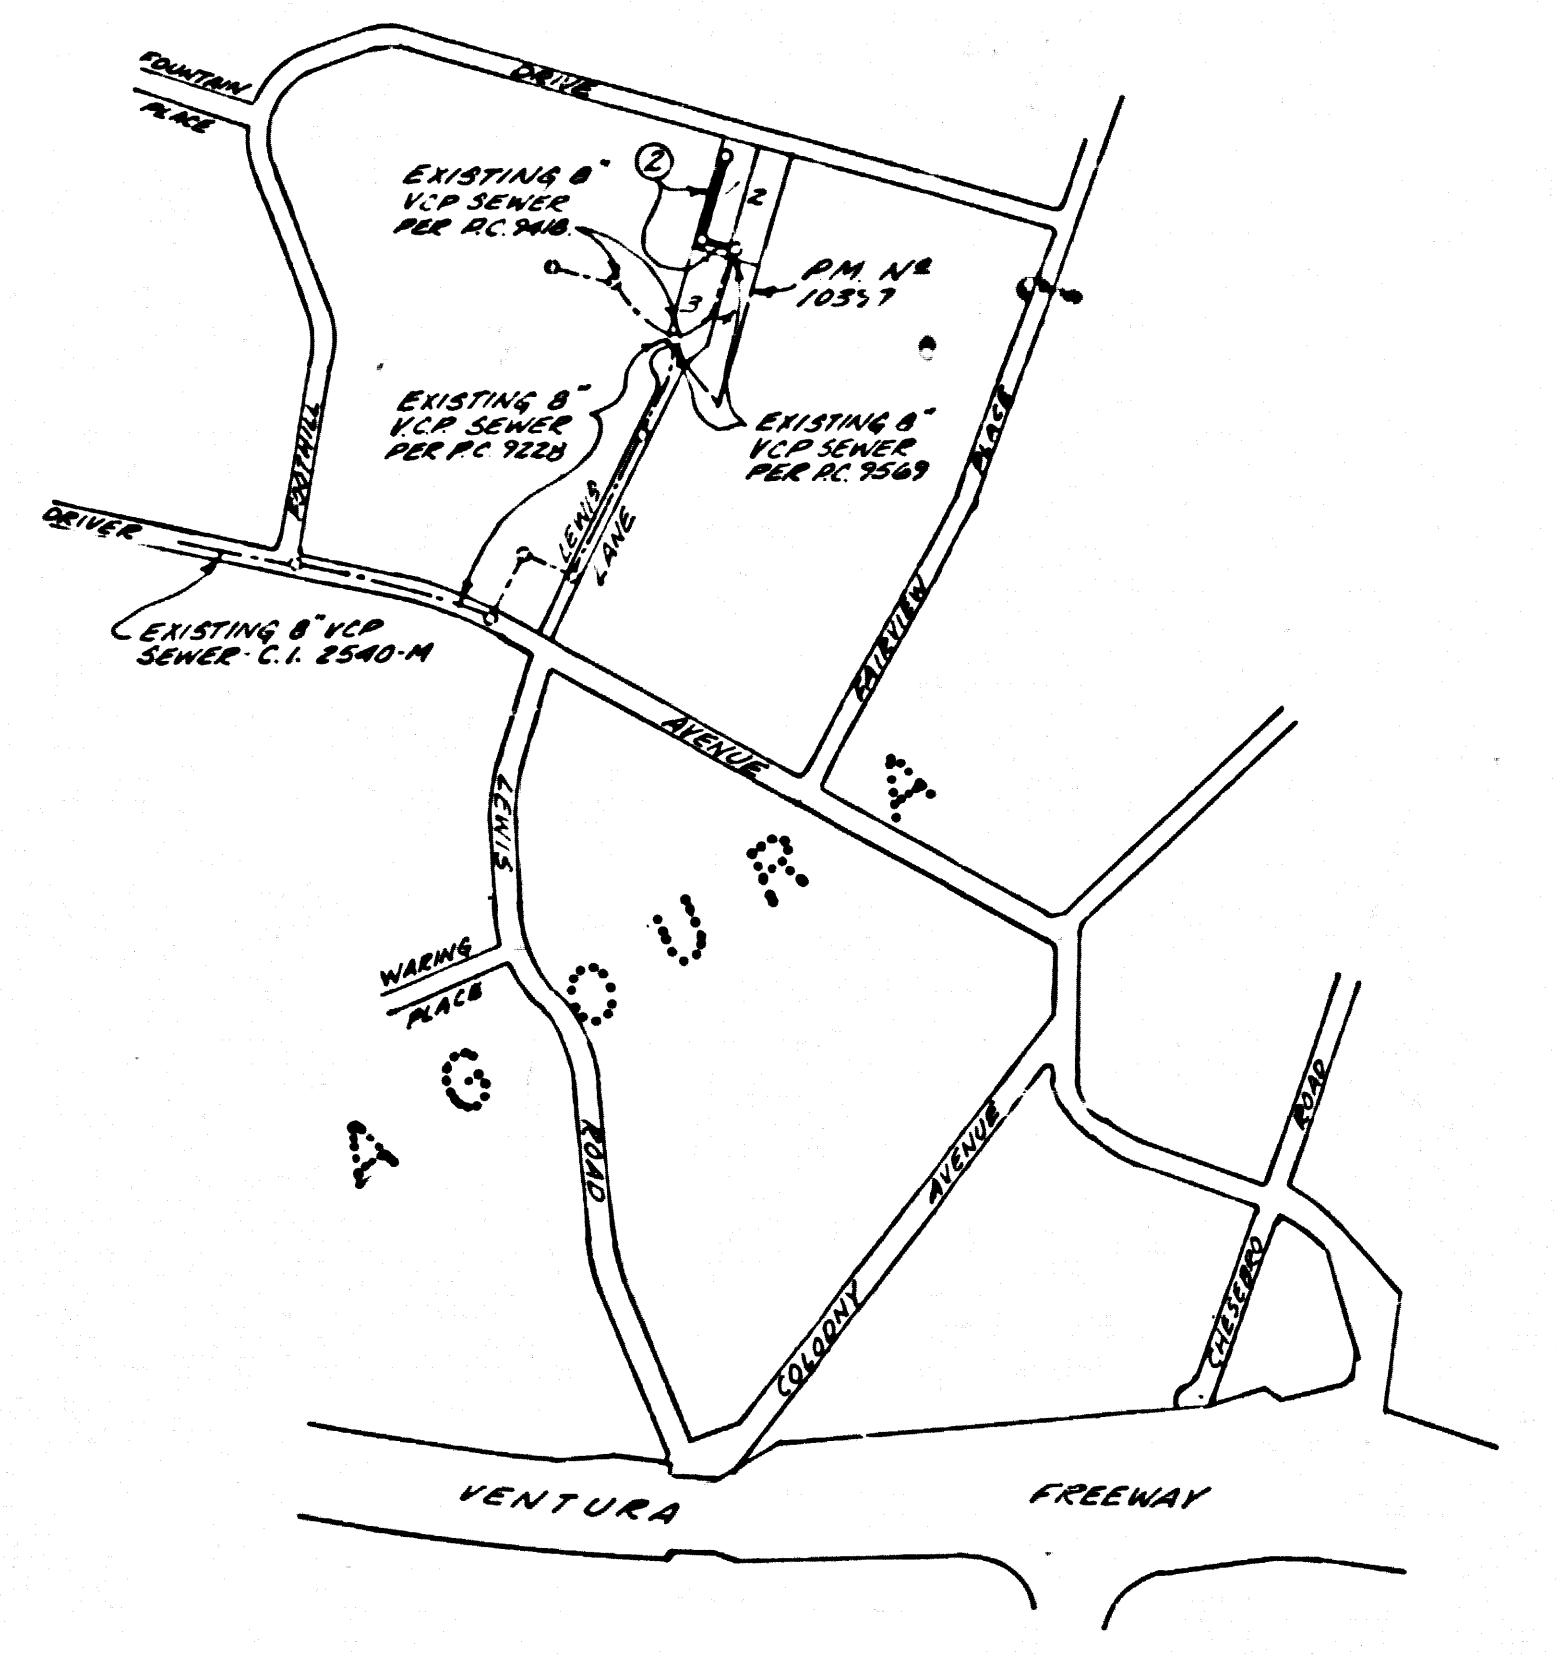 FOUNTAIN
PLACE
DRIVE
EXISTING 8"
VCP SEWER
PER P.C. 9418.
2
1 2
3
P.M. Nº
EXISTING 8"
V.C.P. SEWER
PER P.C. 9228
EXISTING 8"
VCP SEWER
PER P.C. 9569
FOOTHILL
DRIVER
LEWIS
LANE
PLACE
FAIRVIEW
EXISTING 8" VCP
SEWER - C.I. 2540-M
AVENUE
LEWIS
ROAD
WARING
PLACE
AGOURA
COLODNY
AVENUE
ROAD
CHESEBRO
VENTURA FREEWAY